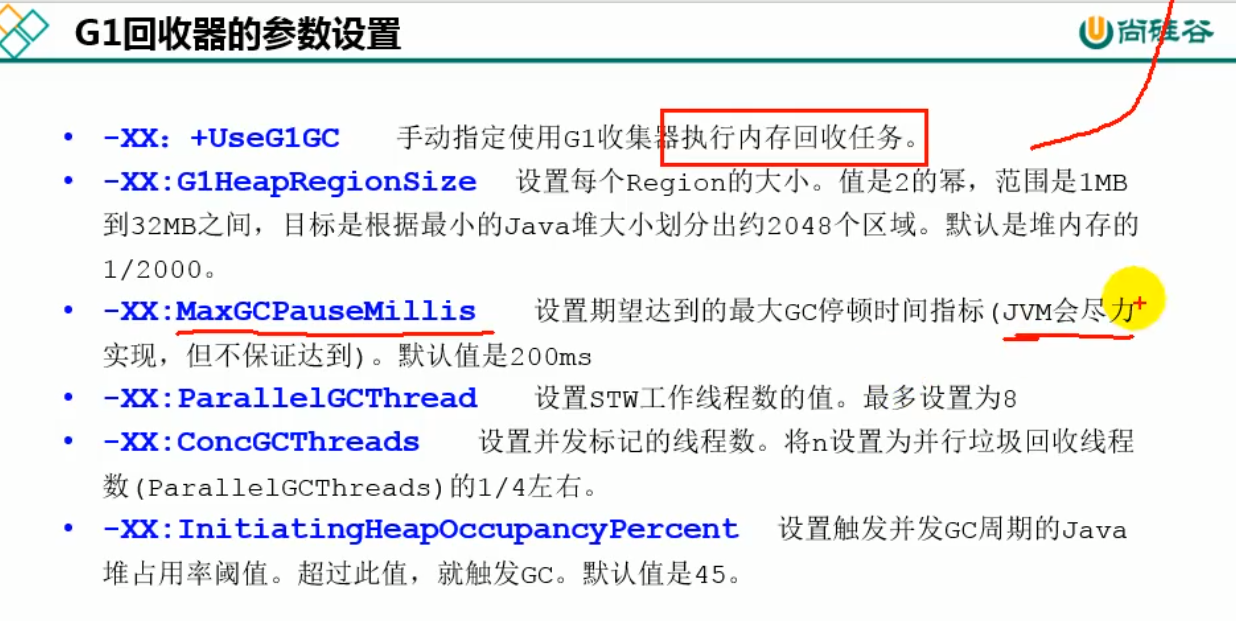 G1回收器的参数设置
尚硅谷
• -XX: +UseG1GC 手动指定使用G1收集器执行内存回收任务。
• -XX:G1HeapRegionSize 设置每个Region的大小。值是2的幂，范围是1MB
到32MB之间，目标是根据最小的Java堆大小划分出约2048个区域。默认是堆内存的
1/2000。
• -XX:MaxGCPauseMillis 设置期望达到的最大GC停顿时间指标(JVM会尽力
实现，但不保证达到)。默认值是200ms
• -XX:ParallelGCThread 设置STW工作线程数的值。最多设置为8
• -XX:ConcGCThreads 设置并发标记的线程数。将n设置为并行垃圾回收线程
数(ParallelGCThreads)的1/4左右。
• -XX:InitiatingHeapOccupancyPercent 设置触发并发GC周期的Java
堆占用率阈值。超过此值，就触发GC。默认值是45。